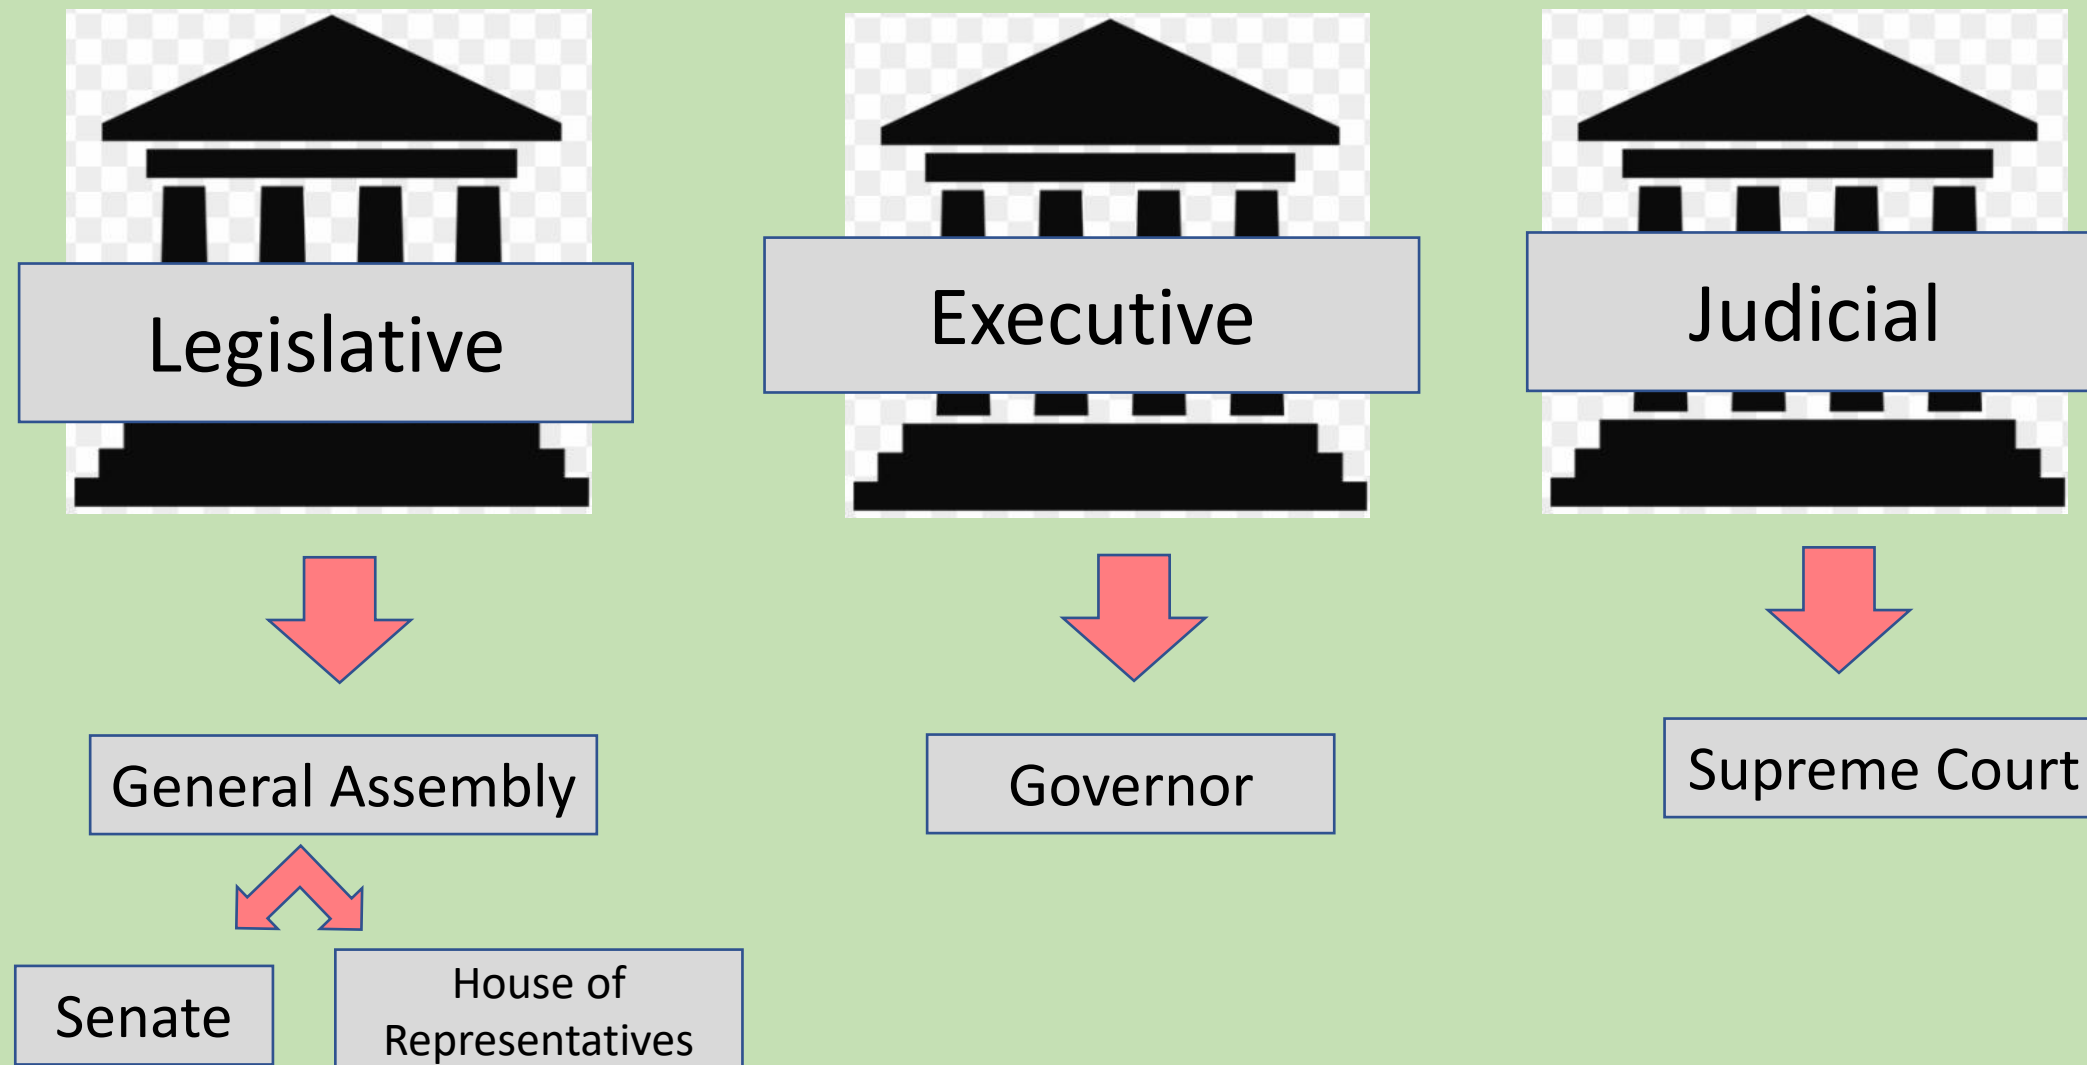 Legislative
Executive
Judicial
General Assembly
Governor
Supreme Court
Senate
House of
Representatives